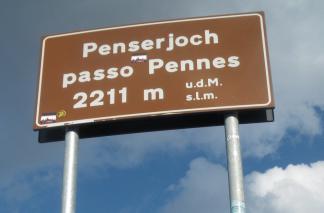 Penserjoch
passo Pennes
2211 m u.d.M.
s.l.m.